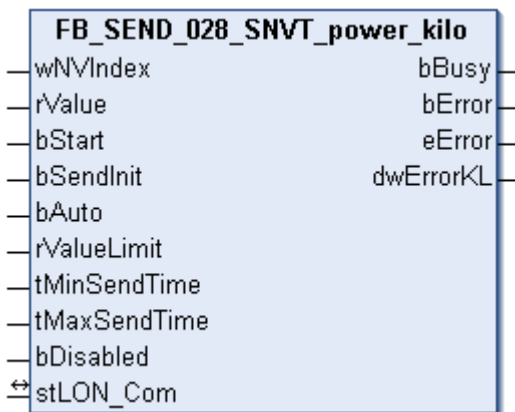 FB_SEND_028_SNVT_power_kilo
wNVIndex bBusy
rValue bError
bStart eError
bSendInit dwErrorKL
bAuto
rValueLimit
tMinSendTime
tMaxSendTime
bDisabled
stLON_Com